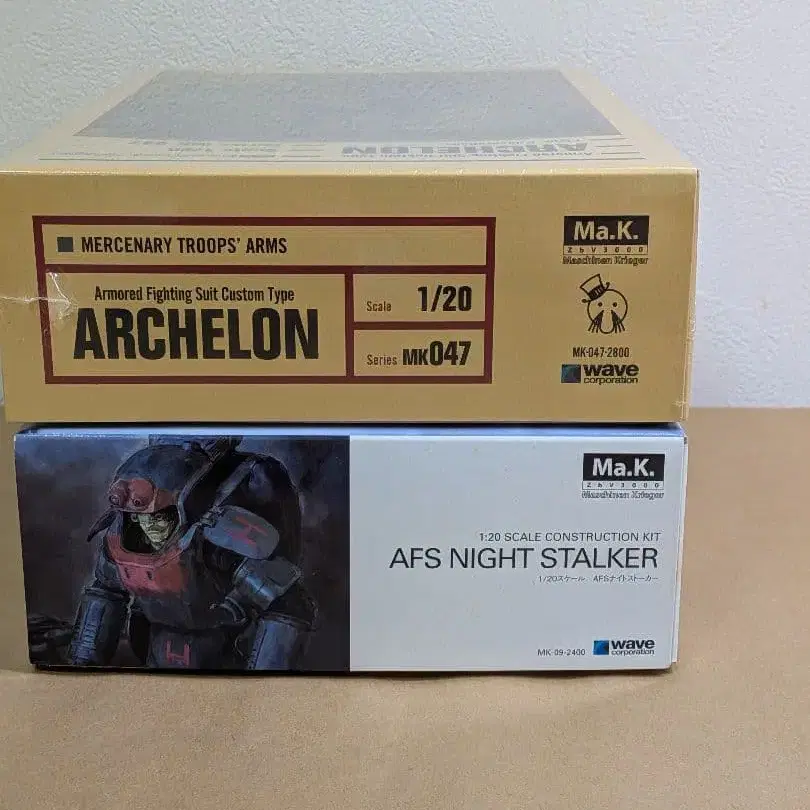 ARCHELON
MERCENARY TROOPS' ARMS
Armored Fighting Suit Custom Type
ARCHELON
Scale 1/20
Series MK047
Ma.K.
ZbV3000
Maschinen Krieger
MK-047-2800
wave
corporation
Ma.K.
ZbV3000
Maschinen Krieger
1:20 SCALE CONSTRUCTION KIT
AFS NIGHT STALKER
1/20スケール AFSナイトストーカー
MK-09-2400
wave
corporation